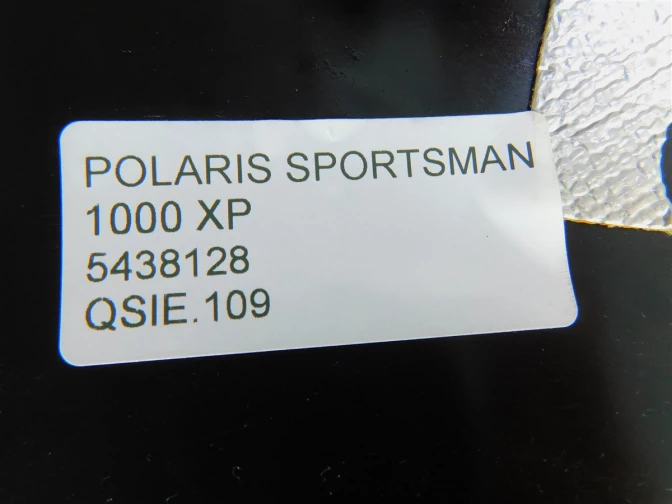 POLARIS SPORTSMAN
1000 XP
5438128
QSIE.109